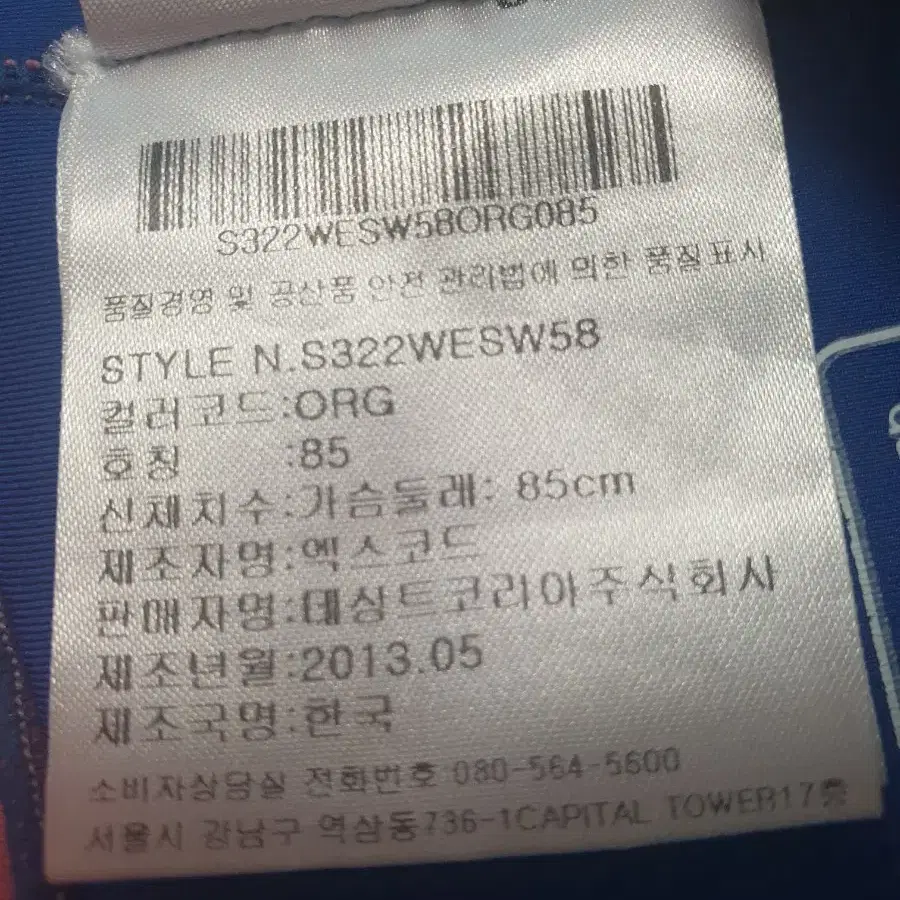 S322WESW58ORG085
품질경영 및 공산품 안전 관리법에 의한 품질표시
STYLE N.S322WESW58
컬러코드:ORG
호칭 :85
신체치수:가슴둘레: 85cm
제조자명:엑스코드
판매자명:데상트코리아주식회사
제조년월:2013.05
제조국명:한국
소비자상담실 전화번호 080-564-5600
서울시 강남구 역삼동736-1CAPITAL TOWER17층